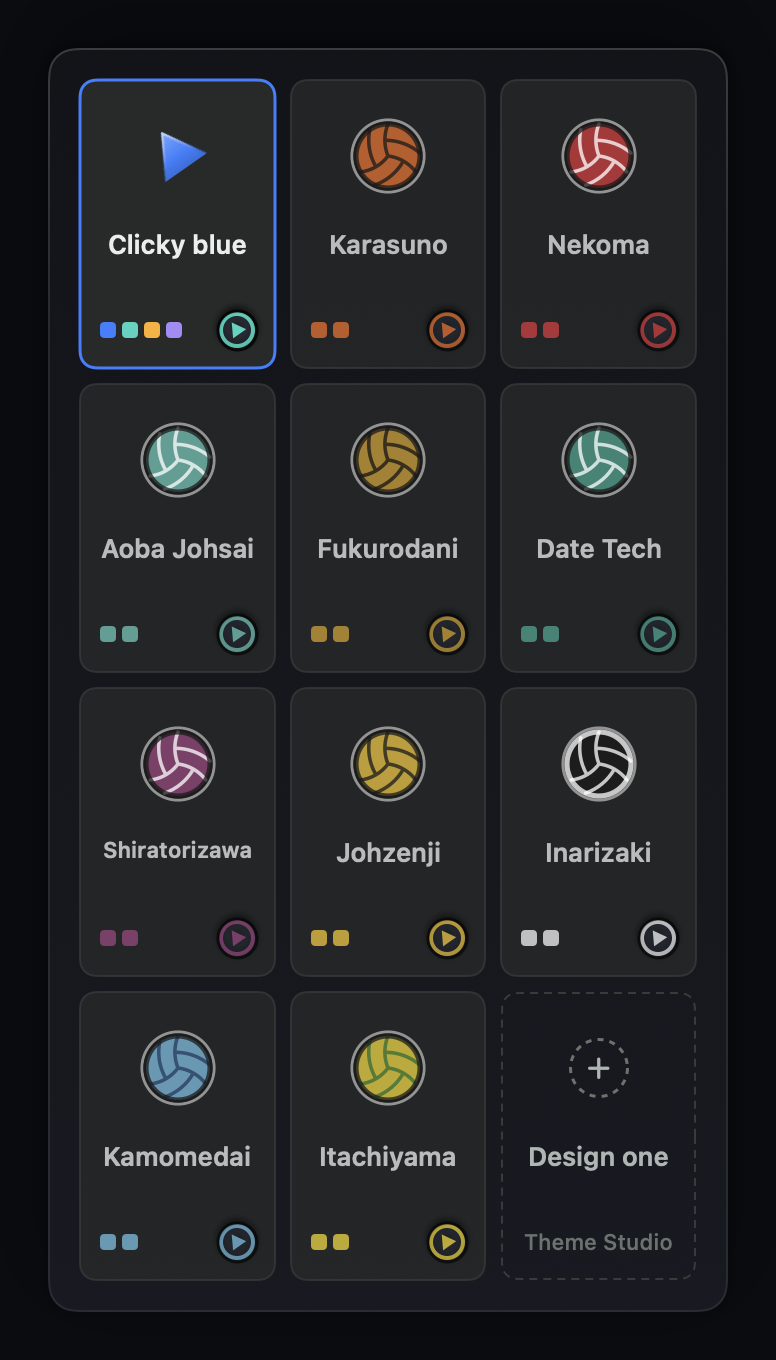 Clicky blue
Karasuno
Nekoma
Aoba Johsai
Fukurodani
Date Tech
Shiratorizawa
Johzenji
Inarizaki
Kamomedai
Itachiyama
Design one
Theme Studio